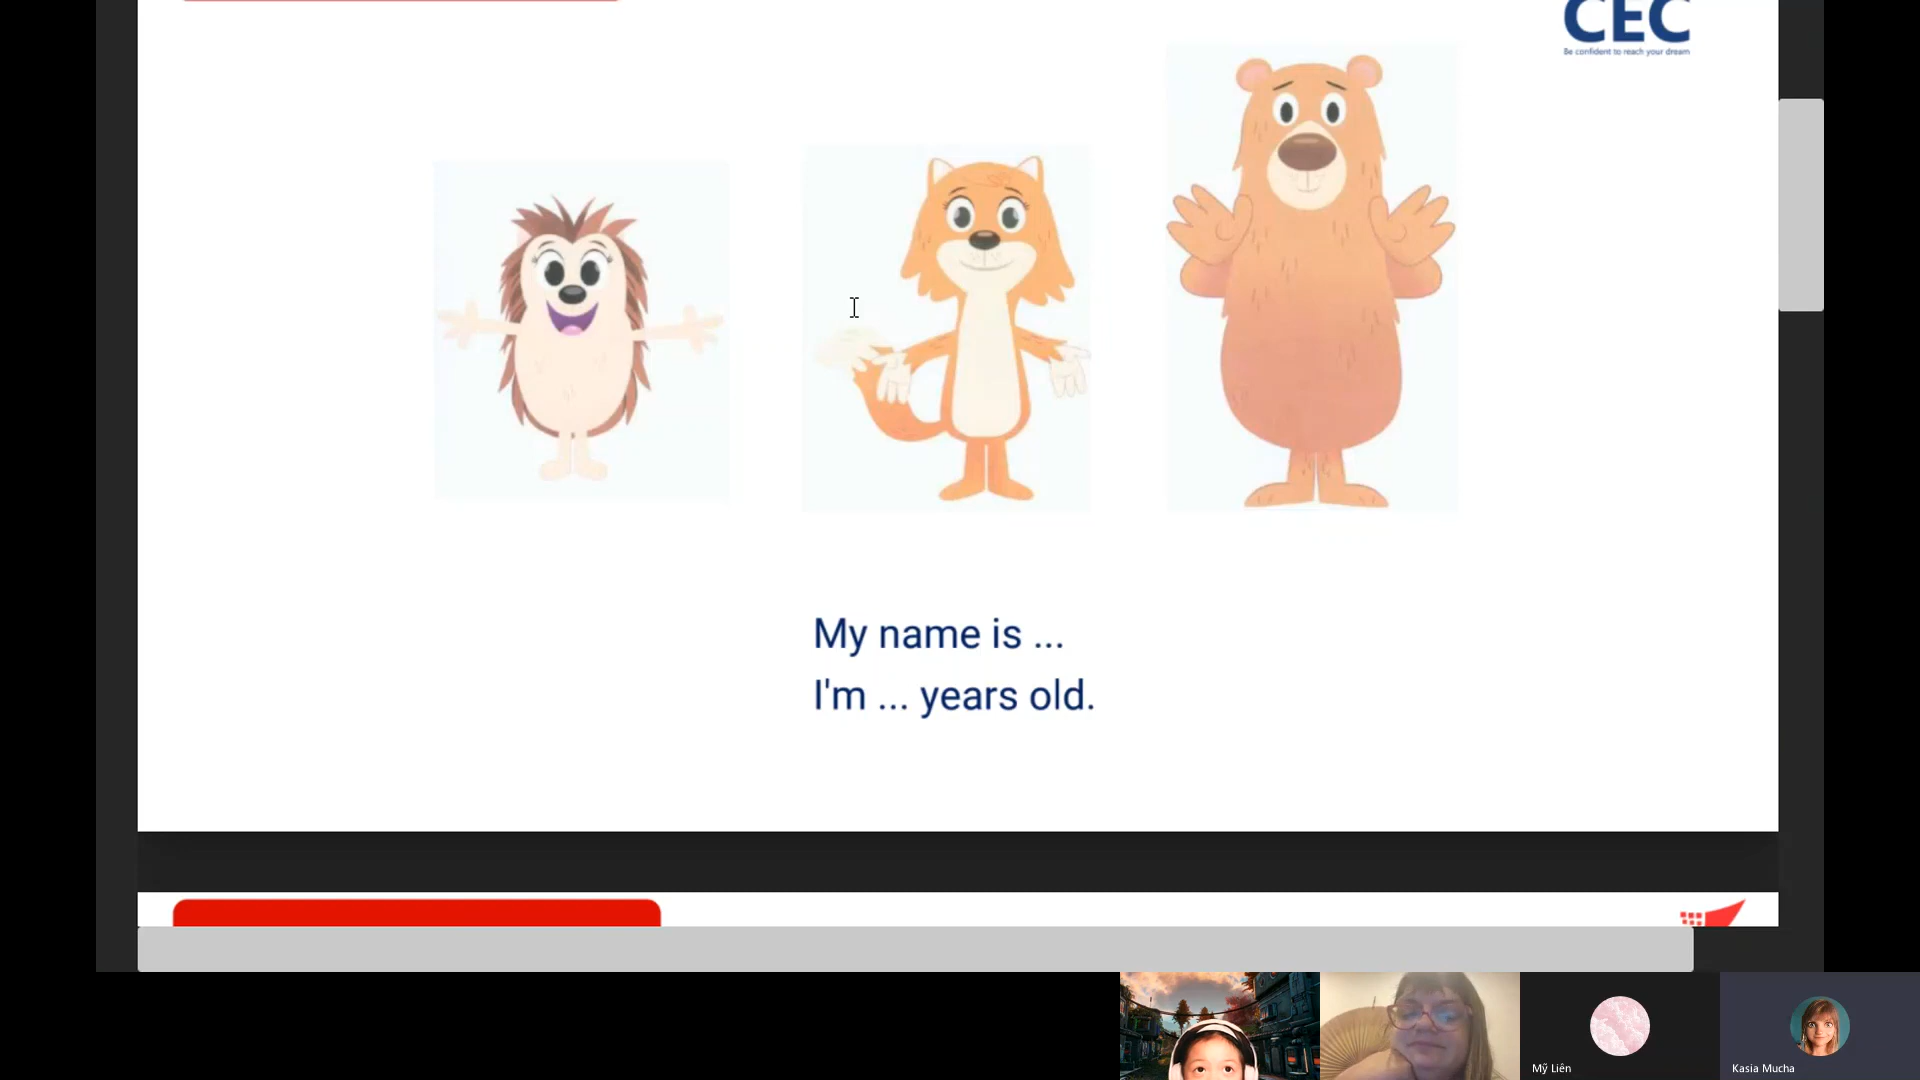 CEC
Be confident to reach your dream
My name is ...
I'm ... years old.
Mỹ Liên
Kasia Mucha